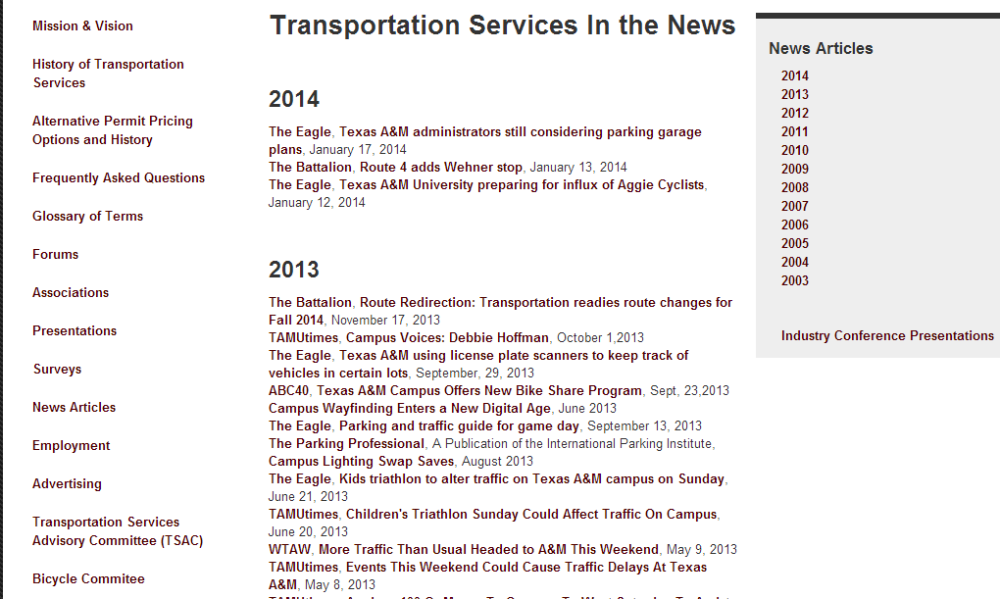 Mission & Vision
History of Transportation
Services
Alternative Permit Pricing
Options and History
Frequently Asked Questions
Glossary of Terms
Forums
Associations
Presentations
Surveys
News Articles
Employment
Advertising
Transportation Services
Advisory Committee (TSAC)
Bicycle Commitee
Transportation Services In the News
2014
The Eagle, Texas A&M administrators still considering parking garage
plans, January 17, 2014
The Battalion, Route 4 adds Wehner stop, January 13, 2014
The Eagle, Texas A&M University preparing for influx of Aggie Cyclists,
January 12, 2014
2013
The Battalion, Route Redirection: Transportation readies route changes for
Fall 2014, November 17, 2013
TAMUtimes, Campus Voices: Debbie Hoffman, October 1,2013
The Eagle, Texas A&M using license plate scanners to keep track of
vehicles in certain lots, September, 29, 2013
ABC40, Texas A&M Campus Offers New Bike Share Program, Sept, 23,2013
Campus Wayfinding Enters a New Digital Age, June 2013
The Eagle, Parking and traffic guide for game day, September 13, 2013
The Parking Professional, A Publication of the International Parking Institute,
Campus Lighting Swap Saves, August 2013
The Eagle, Kids triathlon to alter traffic on Texas A&M campus on Sunday,
June 21, 2013
TAMUtimes, Children's Triathlon Sunday Could Affect Traffic On Campus,
June 20, 2013
WTAW, More Traffic Than Usual Headed to A&M This Weekend, May 9, 2013
TAMUtimes, Events This Weekend Could Cause Traffic Delays At Texas
A&M, May 8, 2013
News Articles
2014
2013
2012
2011
2010
2009
2008
2007
2006
2005
2004
2003
Industry Conference Presentations